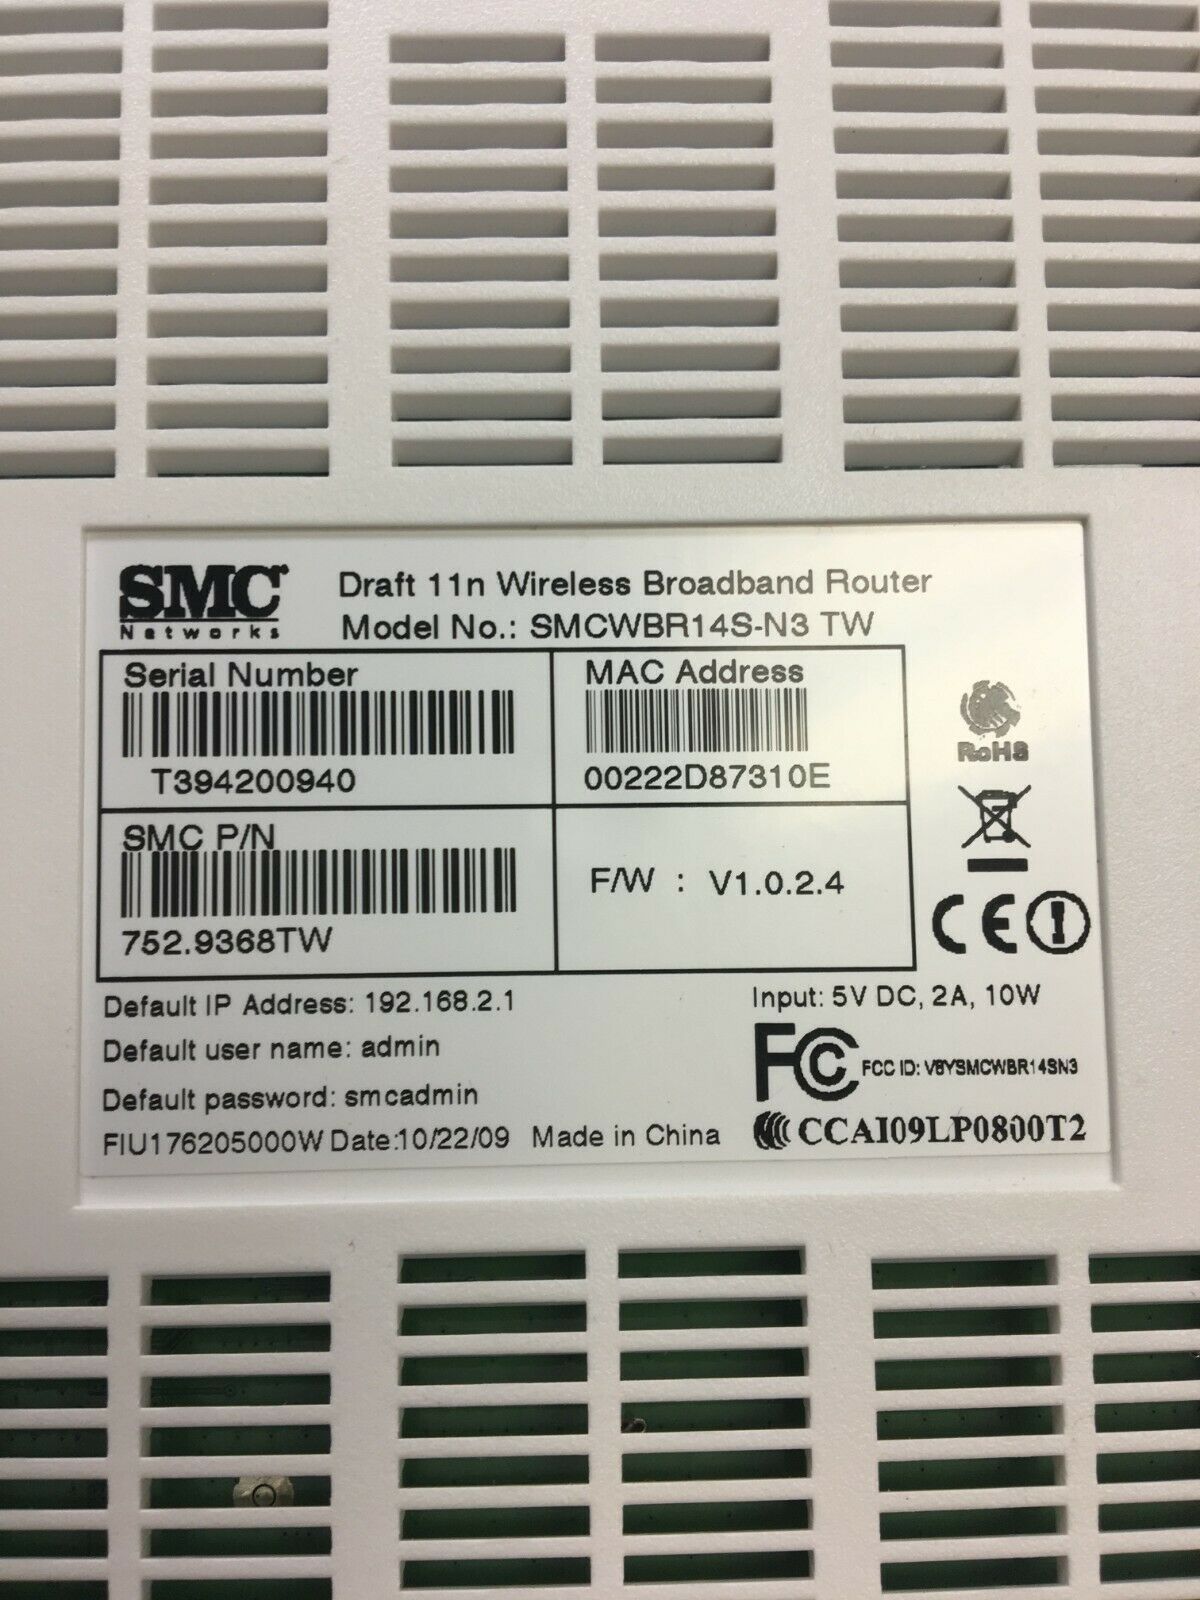 SMC
Networks
Draft 11n Wireless Broadband Router
Model No.: SMCWBR14S-N3 TW
Serial Number
T394200940
MAC Address
00222D87310E
SMC P/N
752.9368TW
F/W : V1.0.2.4
RoHS
CE
Default IP Address: 192.168.2.1
Default user name: admin
Default password: smcadmin
FIU176205000W Date:10/22/09 Made in China
Input: 5V DC, 2A, 10W
FC FCC ID: V8YSMCWBR14SN3
CCAI09LP0800T2